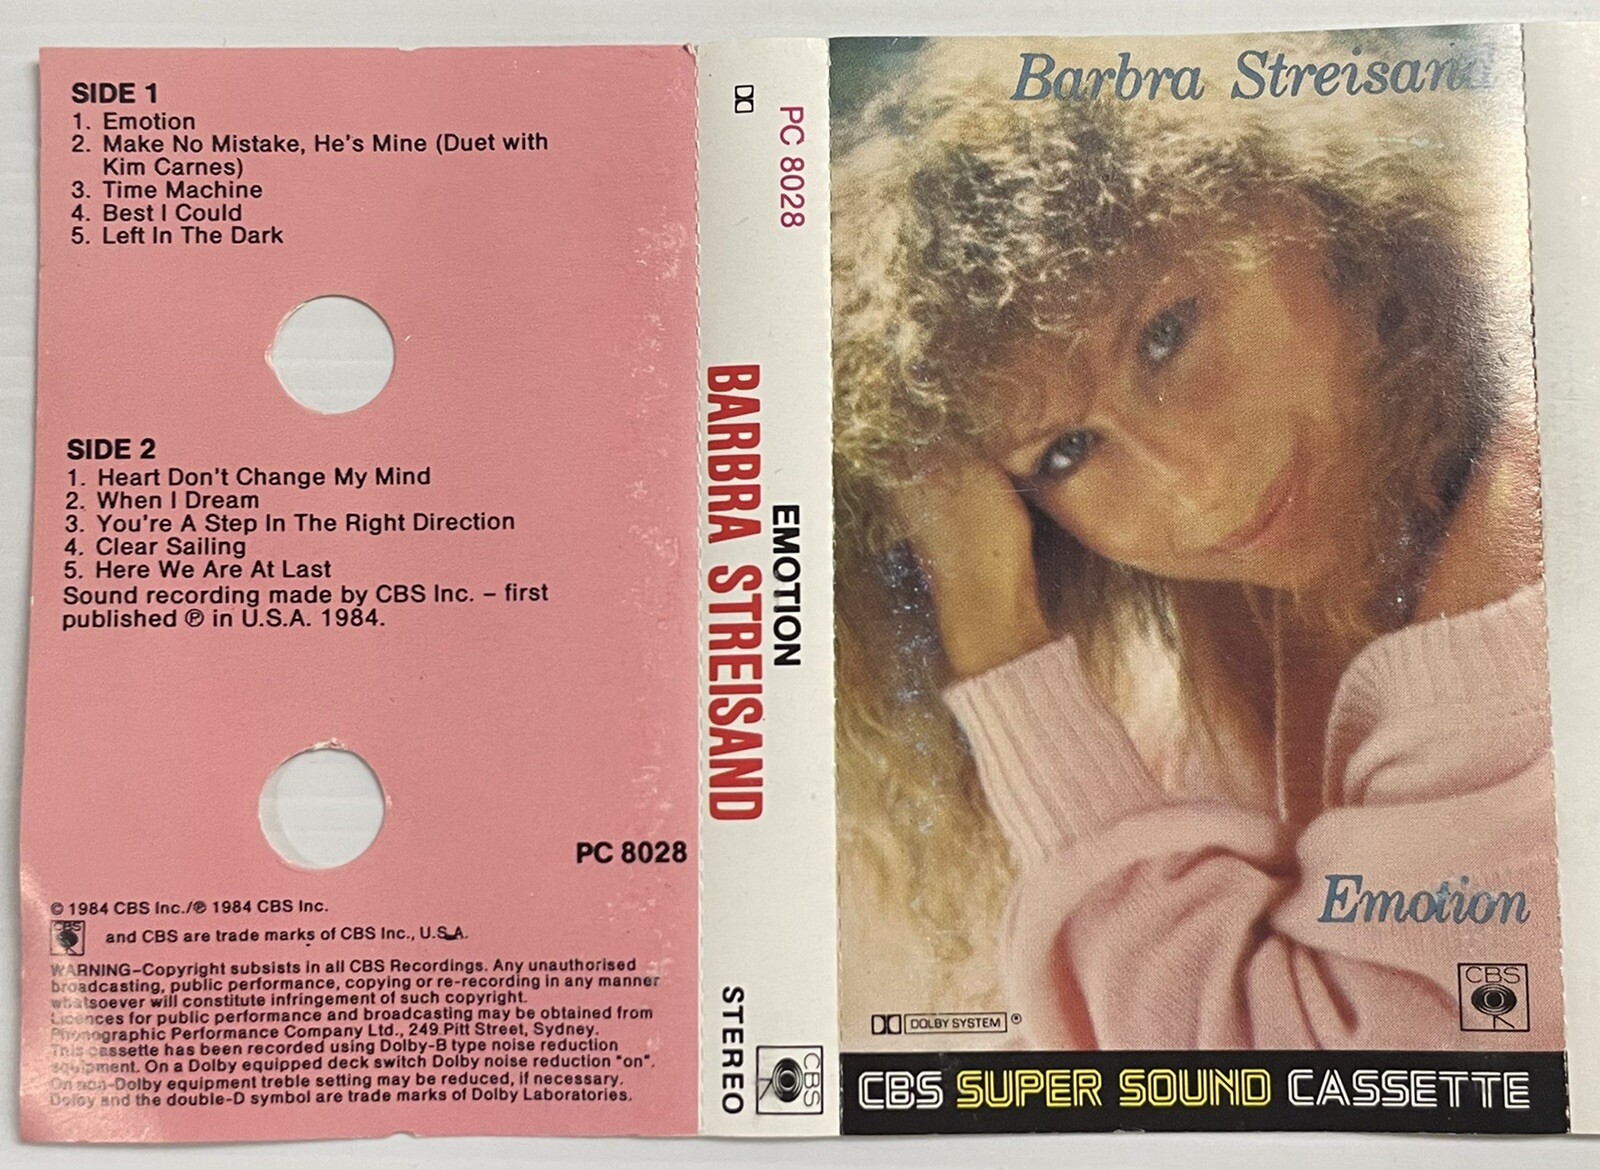 SIDE 1
1. Emotion
2. Make No Mistake, He's Mine (Duet with
Kim Carnes)
3. Time Machine
4. Best I Could
5. Left In The Dark
SIDE 2
1. Heart Don't Change My Mind
2. When I Dream
3. You're A Step In The Right Direction
4. Clear Sailing
5. Here We Are At Last
Sound recording made by CBS Inc. – first
published ℗ in U.S.A. 1984.
PC 8028
© 1984 CBS Inc./℗ 1984 CBS Inc.
CBS
and CBS are trade marks of CBS Inc., U.S.A.
WARNING–Copyright subsists in all CBS Recordings. Any unauthorised
broadcasting, public performance, copying or re-recording in any manner
whatsoever will constitute infringement of such copyright.
Licences for public performance and broadcasting may be obtained from
Phonographic Performance Company Ltd., 249 Pitt Street, Sydney.
This cassette has been recorded using Dolby-B type noise reduction
equipment. On a Dolby equipped deck switch Dolby noise reduction "on".
On non-Dolby equipment treble setting may be reduced, if necessary.
Dolby and the double-D symbol are trade marks of Dolby Laboratories.
PC 8028
EMOTION
BARBRA STREISAND
STEREO
CBS
Barbra Streisand
Emotion
CBS
DOLBY SYSTEM ®
CBS SUPER SOUND CASSETTE